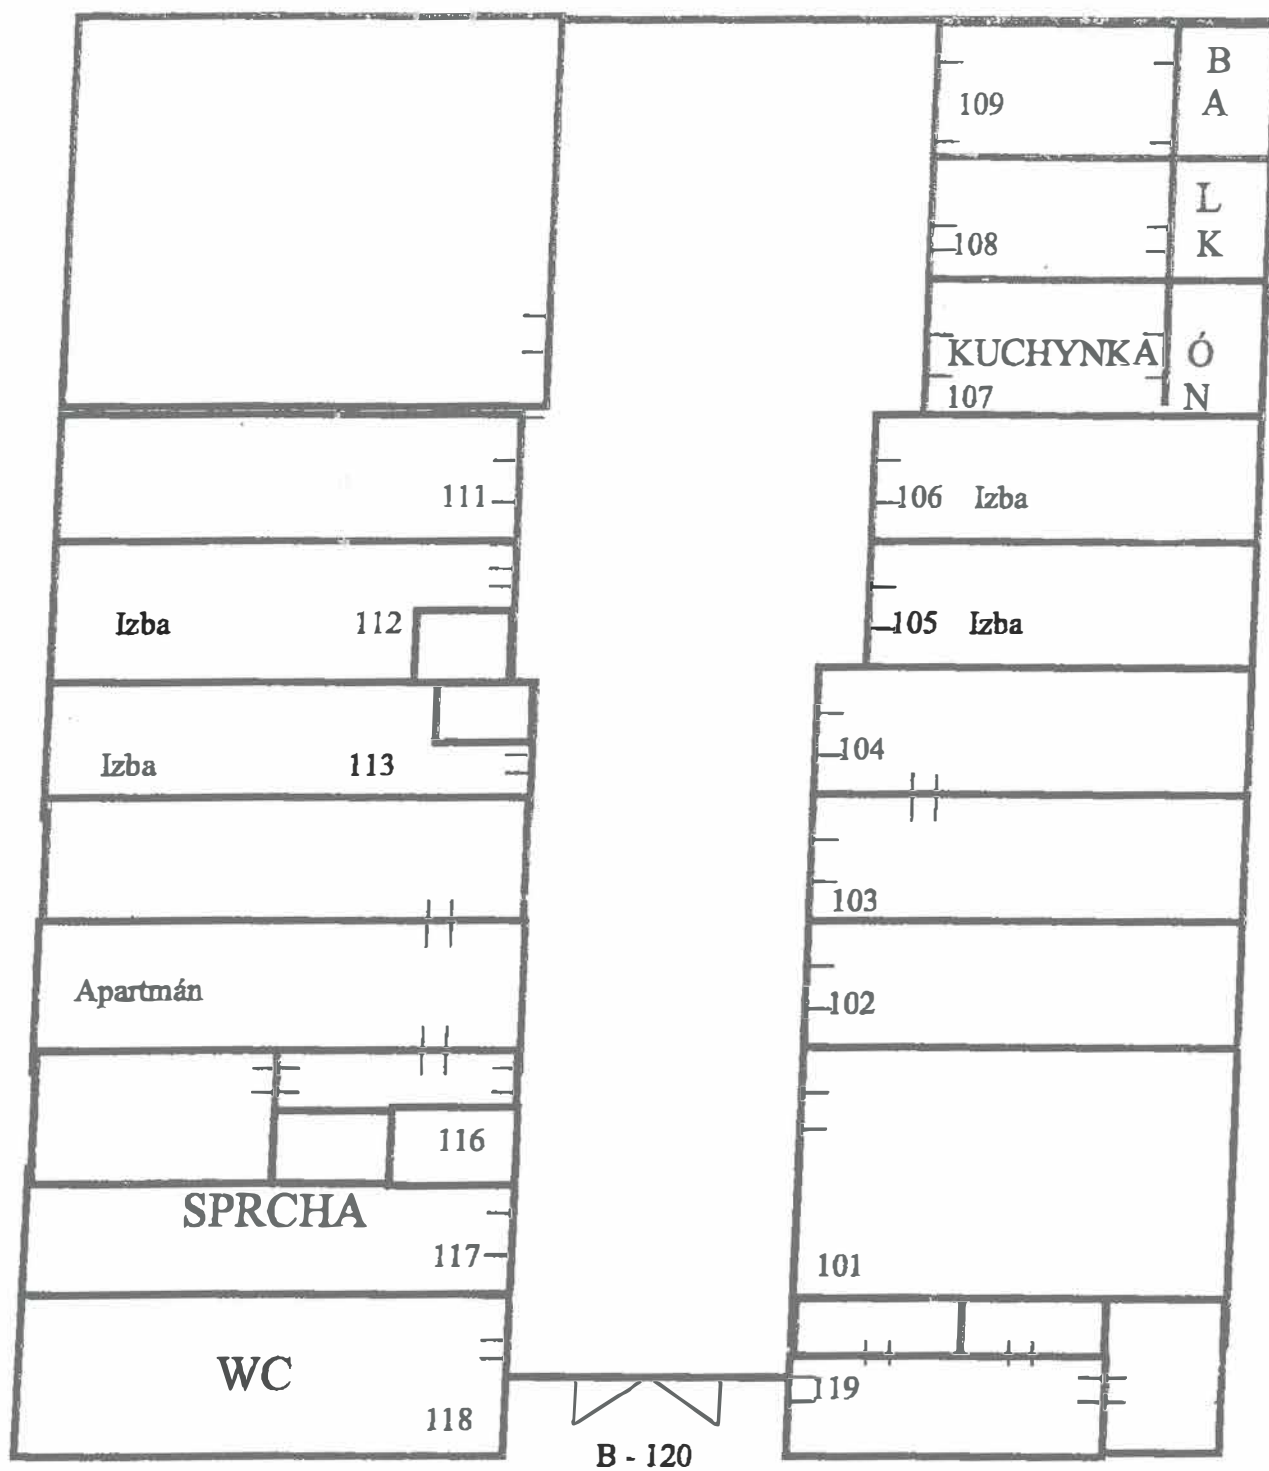 B
A
109
L
K
108
KUCHYNKA
Ó
N
107
111
106 Izba
Izba 112
105 Izba
Izba 113
104
103
Apartmán
102
116
SPRCHA
117
101
WC
119
118
B - 120